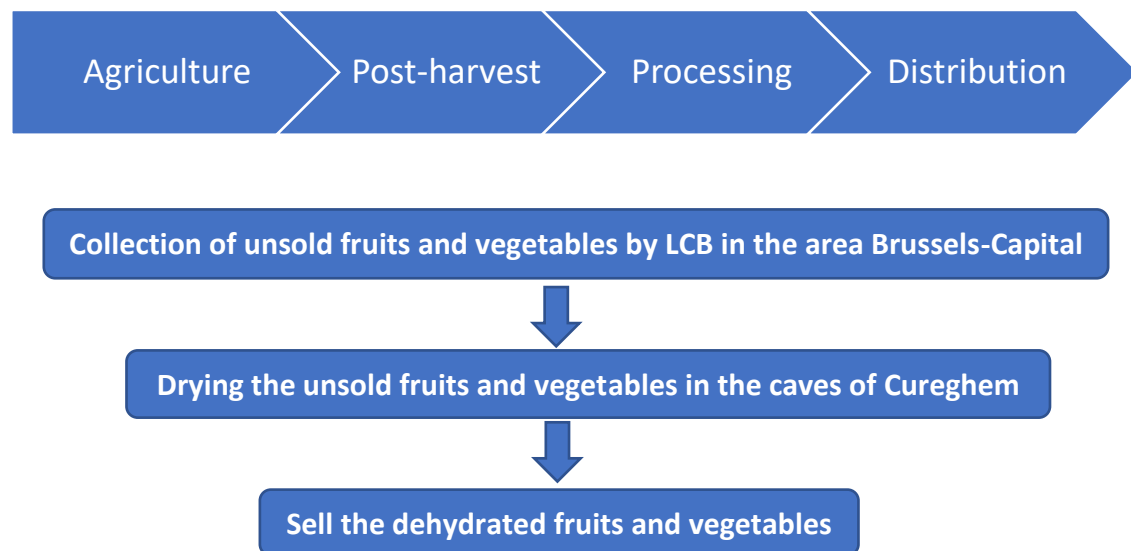 Agriculture
Post-harvest
Processing
Distribution
Collection of unsold fruits and vegetables by LCB in the area Brussels-Capital
Drying the unsold fruits and vegetables in the caves of Cureghem
Sell the dehydrated fruits and vegetables